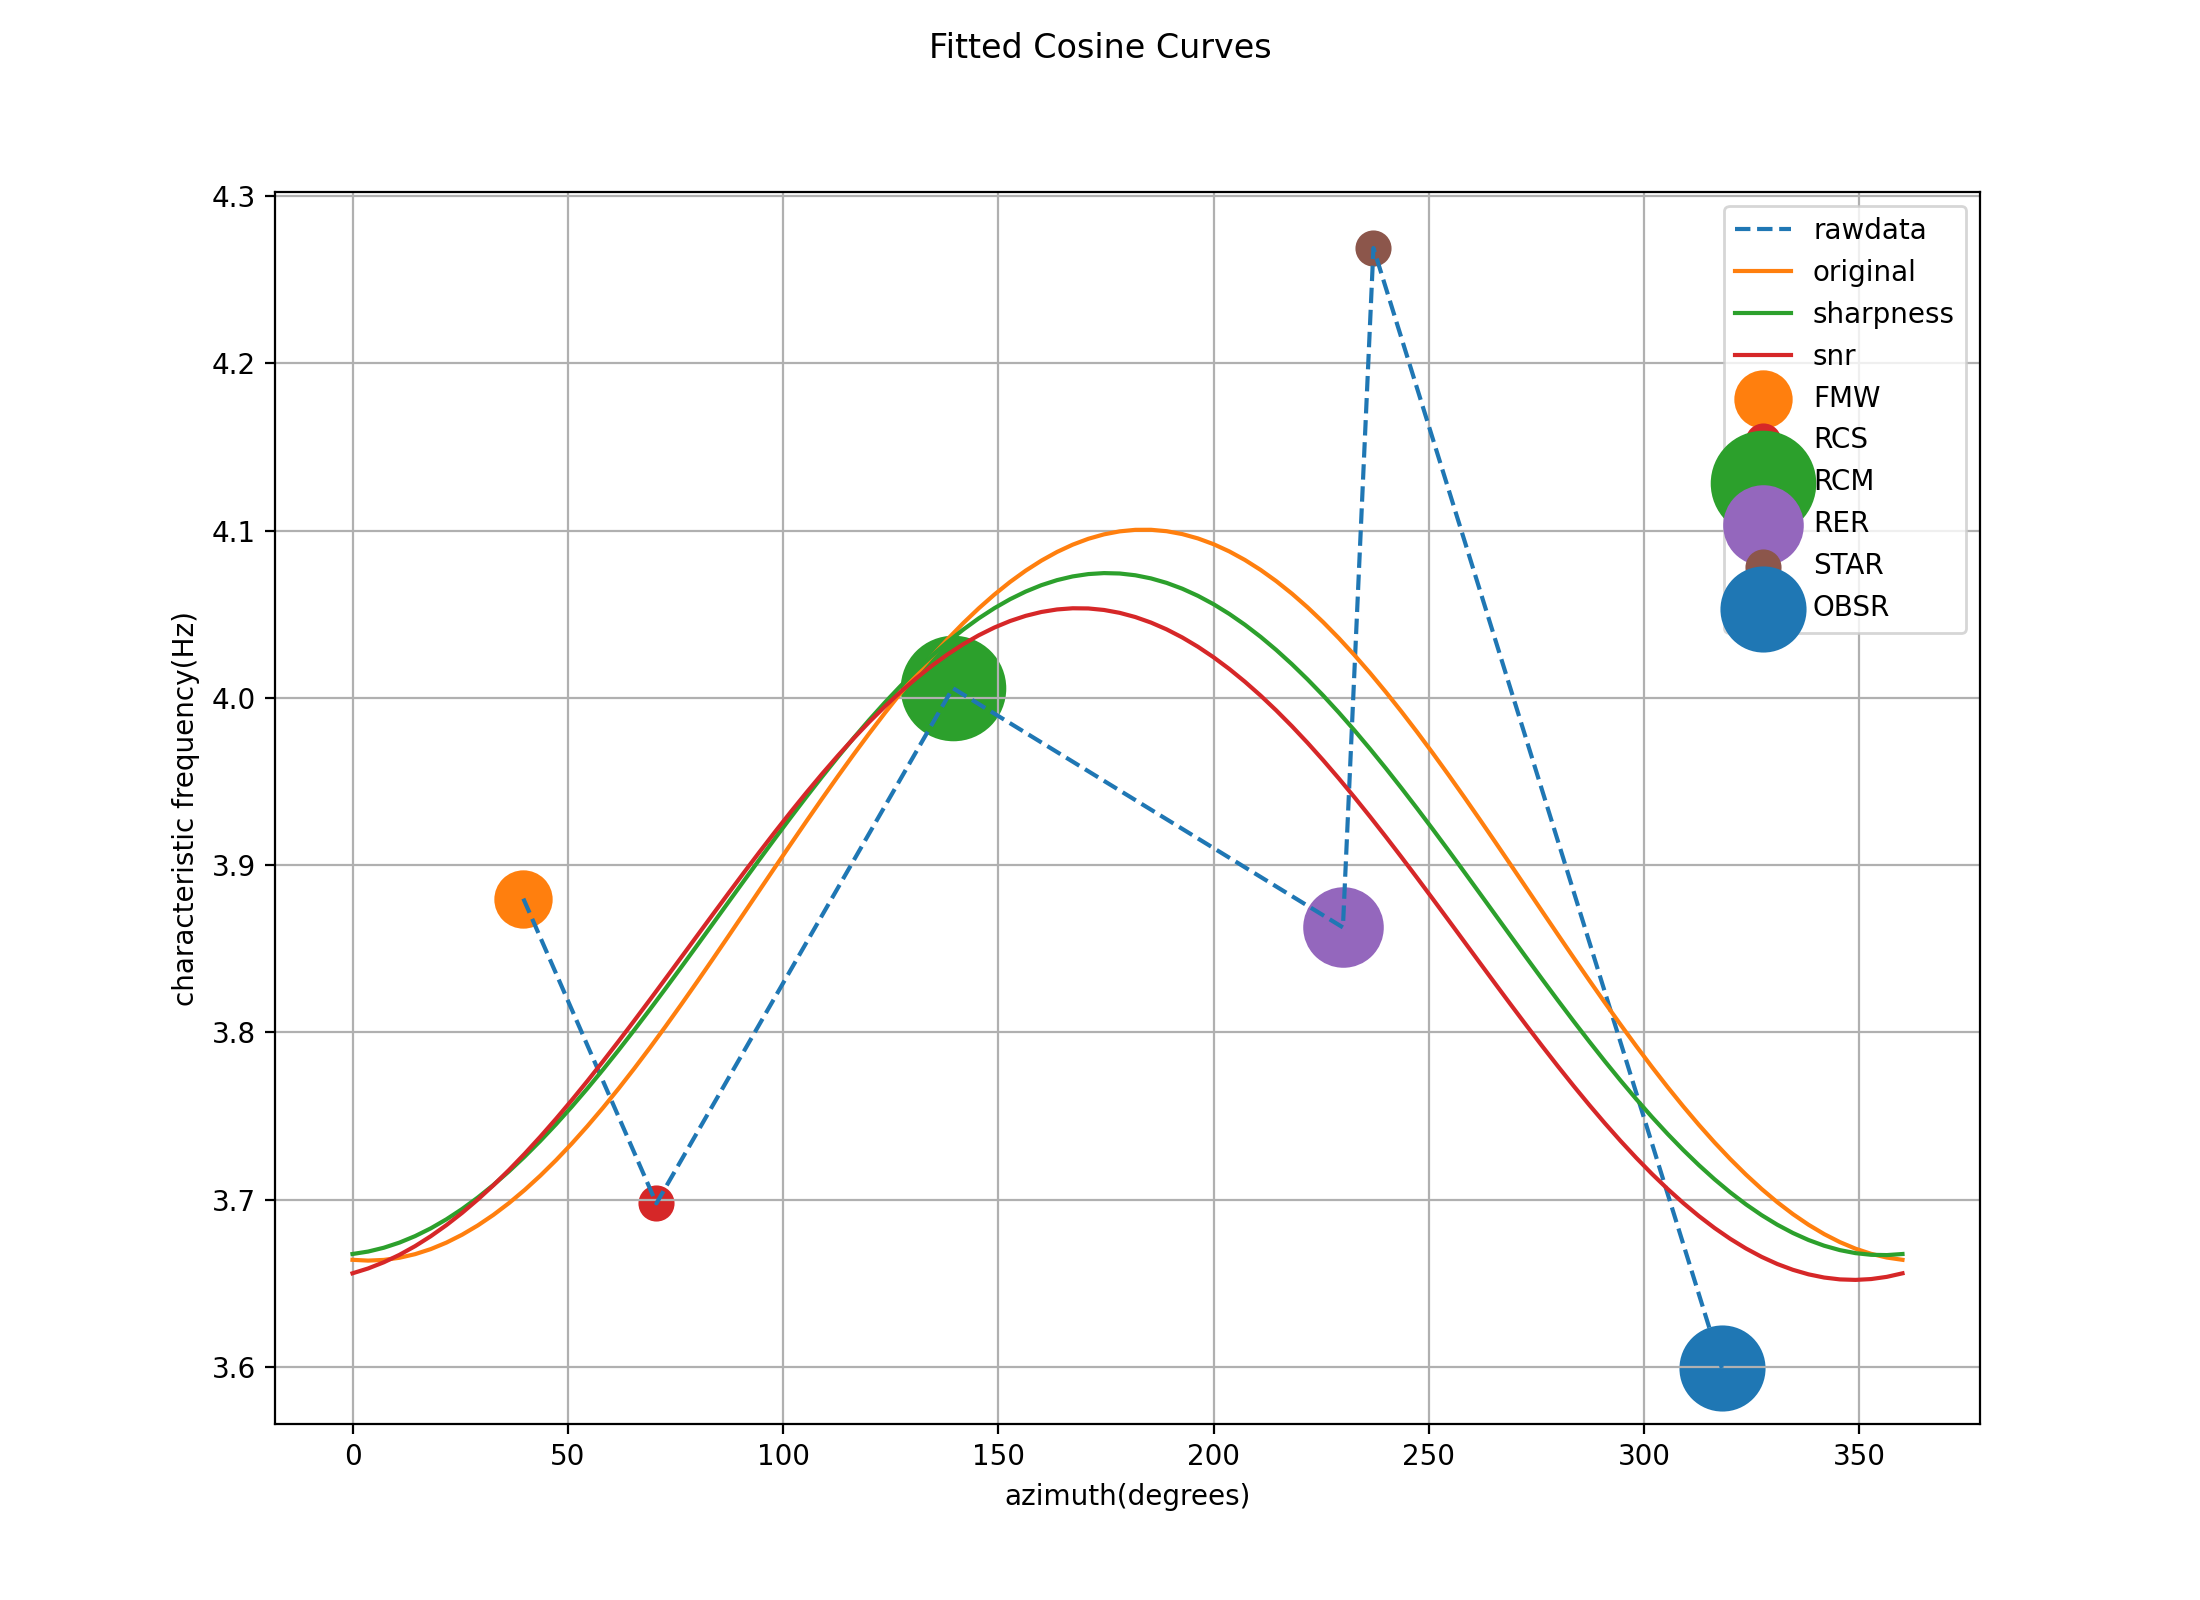 Fitted Cosine Curves
4.3
4.2
4.1
4.0
3.9
3.8
3.7
3.6
characteristic frequency(Hz)
rawdata
original
sharpness
snr
FMW
RCS
RCM
RER
STAR
OBSR
0 50 100 150 200 250 300 350
azimuth(degrees)